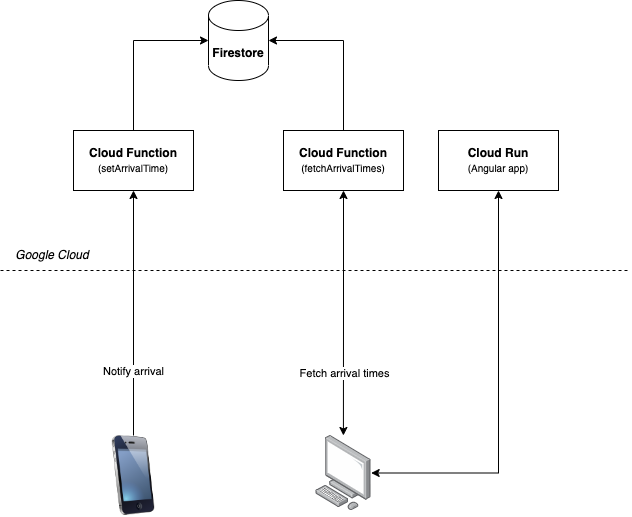 Firestore
Cloud Function
(setArrivalTime)
Cloud Function
(fetchArrivalTimes)
Cloud Run
(Angular app)
Google Cloud
Notify arrival
Fetch arrival times